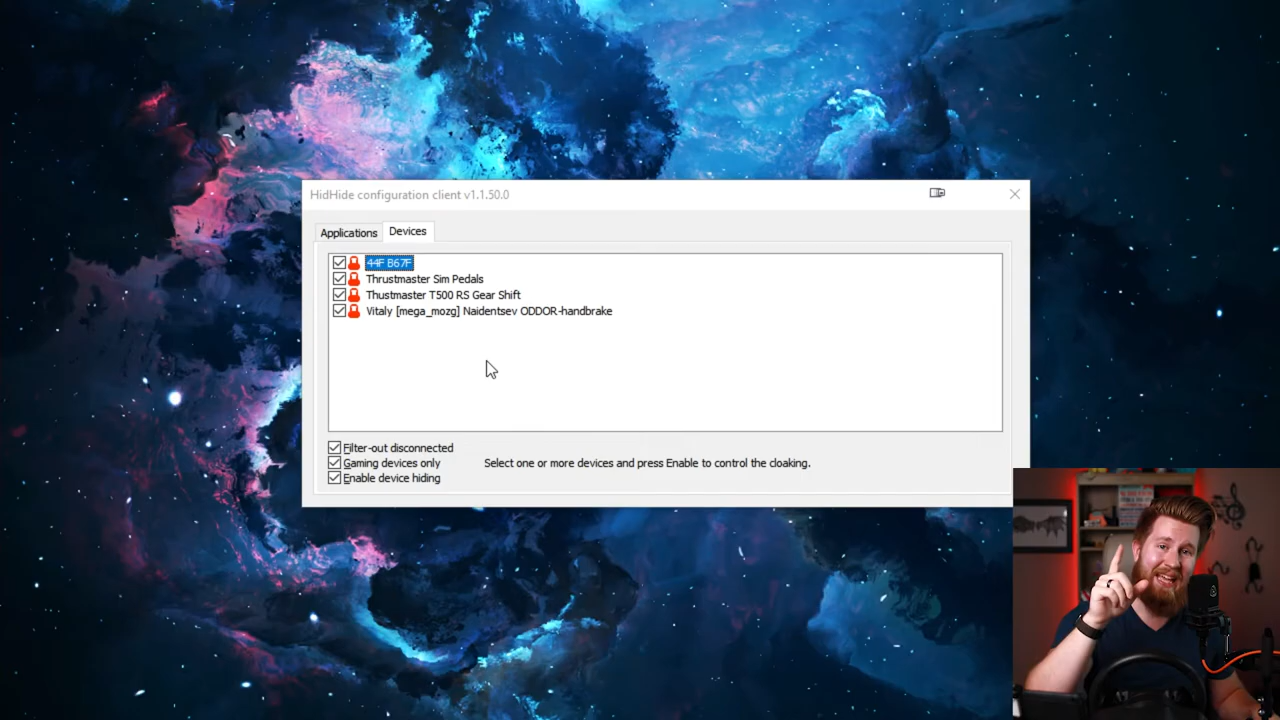 HidHide configuration client v1.1.50.0
Applications
Devices
44F B67F
Thrustmaster Sim Pedals
Thustmaster T500 RS Gear Shift
Vitaly [mega_mozg] Naidentsev ODDOR-handbrake
Filter-out disconnected
Gaming devices only
Select one or more devices and press Enable to control the cloaking.
Enable device hiding